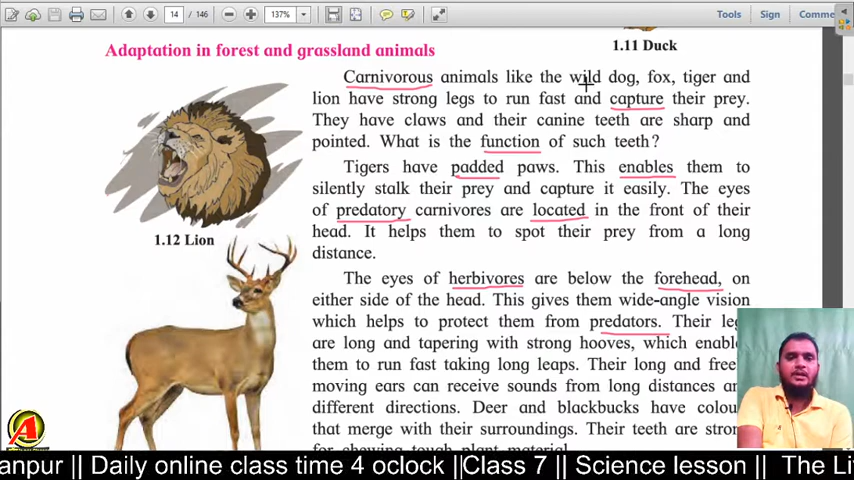 14 / 146
137%
Tools
Sign
1.11 Duck
Adaptation in forest and grassland animals
Carnivorous animals like the wild dog, fox, tiger and
lion have strong legs to run fast and capture their prey.
They have claws and their canine teeth are sharp and
pointed. What is the function of such teeth?
Tigers have padded paws. This enables them to
silently stalk their prey and capture it easily. The eyes
of predatory carnivores are located in the front of their
head. It helps them to spot their prey from a long
distance.
1.12 Lion
The eyes of herbivores are below the forehead, on
either side of the head. This gives them wide-angle vision
which helps to protect them from predators. Their
are long and tapering with strong hooves, which
them to run fast taking long leaps. Their long and
moving ears can receive sounds from long distances
different directions. Deer and blackbucks have
that merge with their surroundings. Their teeth are
for chewing tough plant material.
A
anpur || Daily online class time 4 oclock ||Class 7 || Science lesson || The